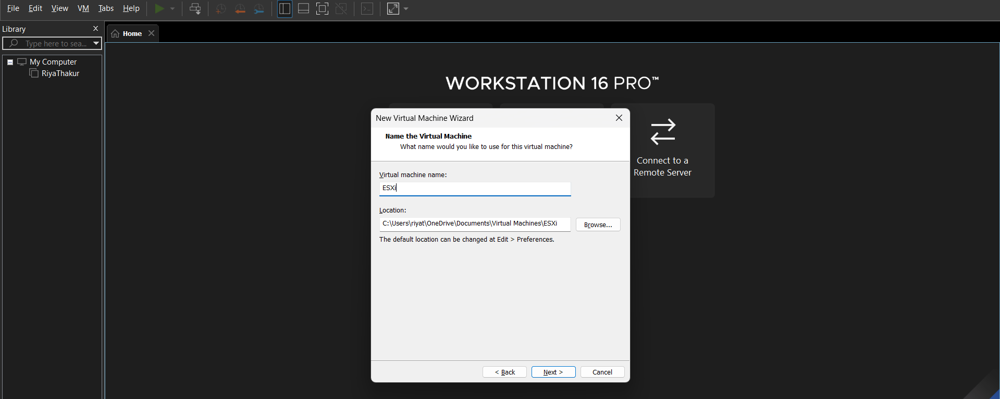 File Edit View VM Tabs Help
Library
Home
Type here to sea...
My Computer
RiyaThakur
WORKSTATION 16 PRO™
New Virtual Machine Wizard
Name the Virtual Machine
What name would you like to use for this virtual machine?
Virtual machine name:
ESXi
Location:
C:\Users\riyat\OneDrive\Documents\Virtual Machines\ESXi
Browse...
The default location can be changed at Edit > Preferences.
< Back
Next >
Cancel
Connect to a
Remote Server